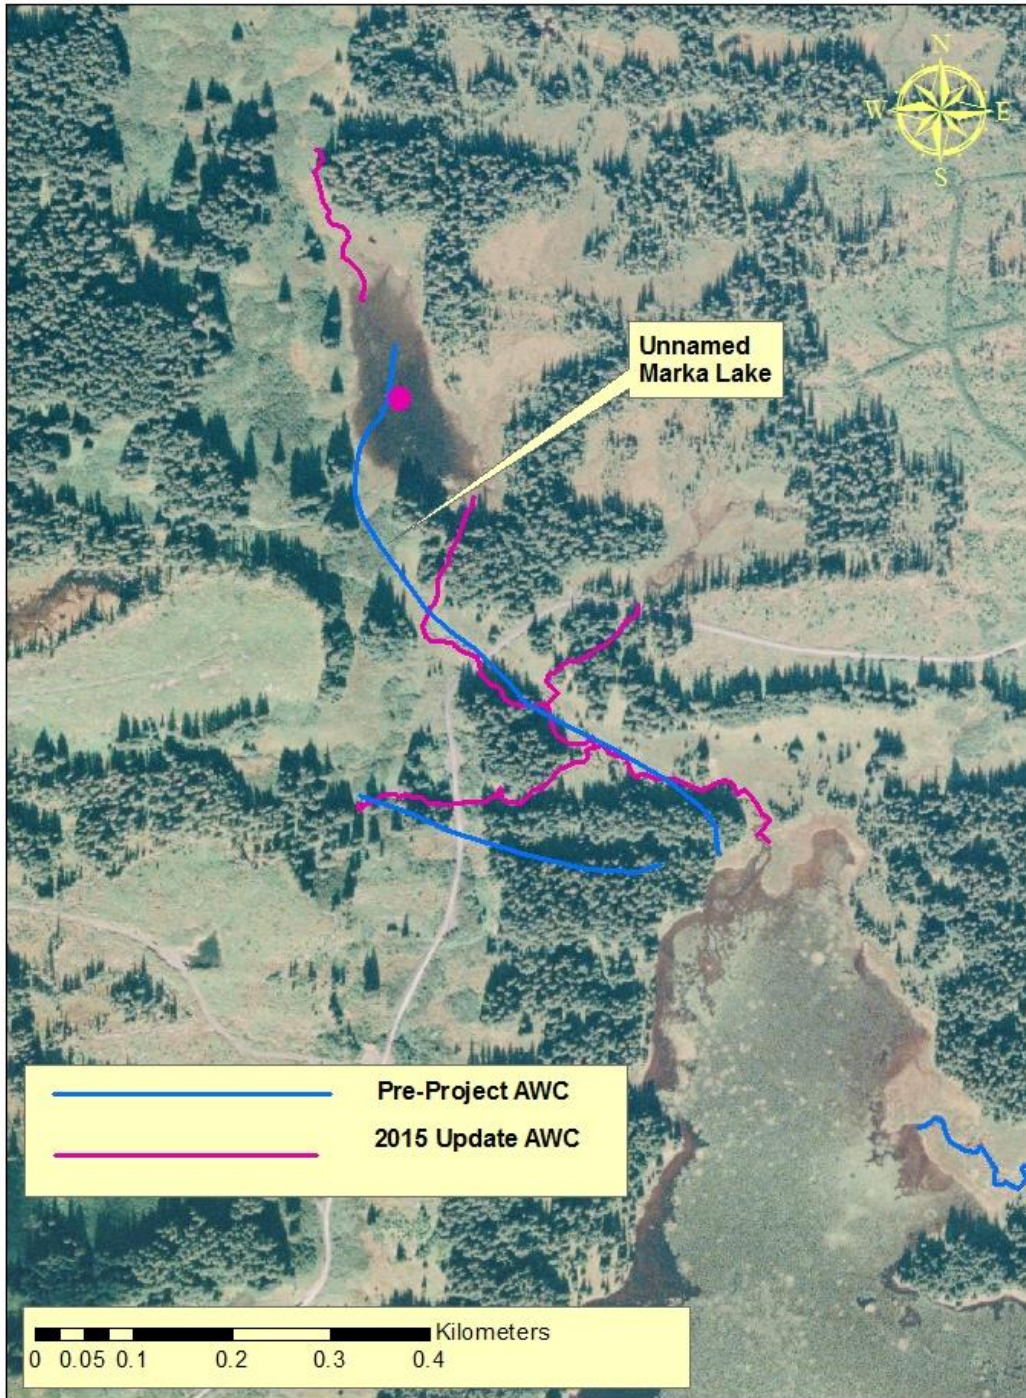 N
W E
S
Unnamed
Marka Lake
Pre-Project AWC
2015 Update AWC
Kilometers
0 0.05 0.1 0.2 0.3 0.4